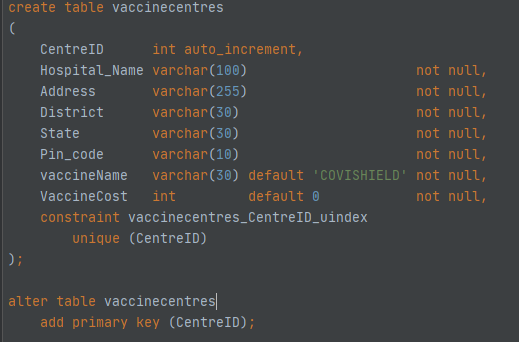 create table vaccinecentres
(
    CentreID      int auto_increment,
    Hospital_Name varchar(100)                     not null,
    Address       varchar(255)                     not null,
    District      varchar(30)                      not null,
    State         varchar(30)                      not null,
    Pin_code      varchar(10)                      not null,
    vaccineName   varchar(30) default 'COVISHIELD' not null,
    VaccineCost   int         default 0            not null,
    constraint vaccinecentres_CentreID_uindex
        unique (CentreID)
);
alter table vaccinecentres
    add primary key (CentreID);